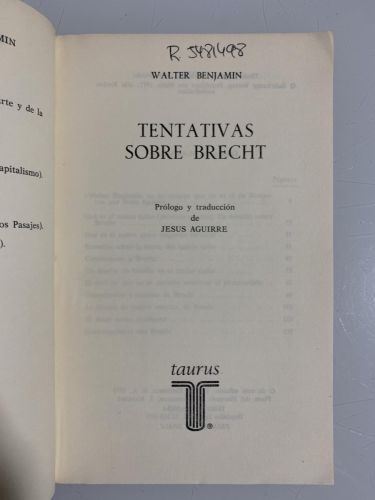 MIN
rte y de la
apitalismo).
os Pasajes).
).
R 5481498
WALTER BENJAMIN
TENTATIVAS
SOBRE BRECHT
Prólogo y traducción
de
JESUS AGUIRRE
taurus
®